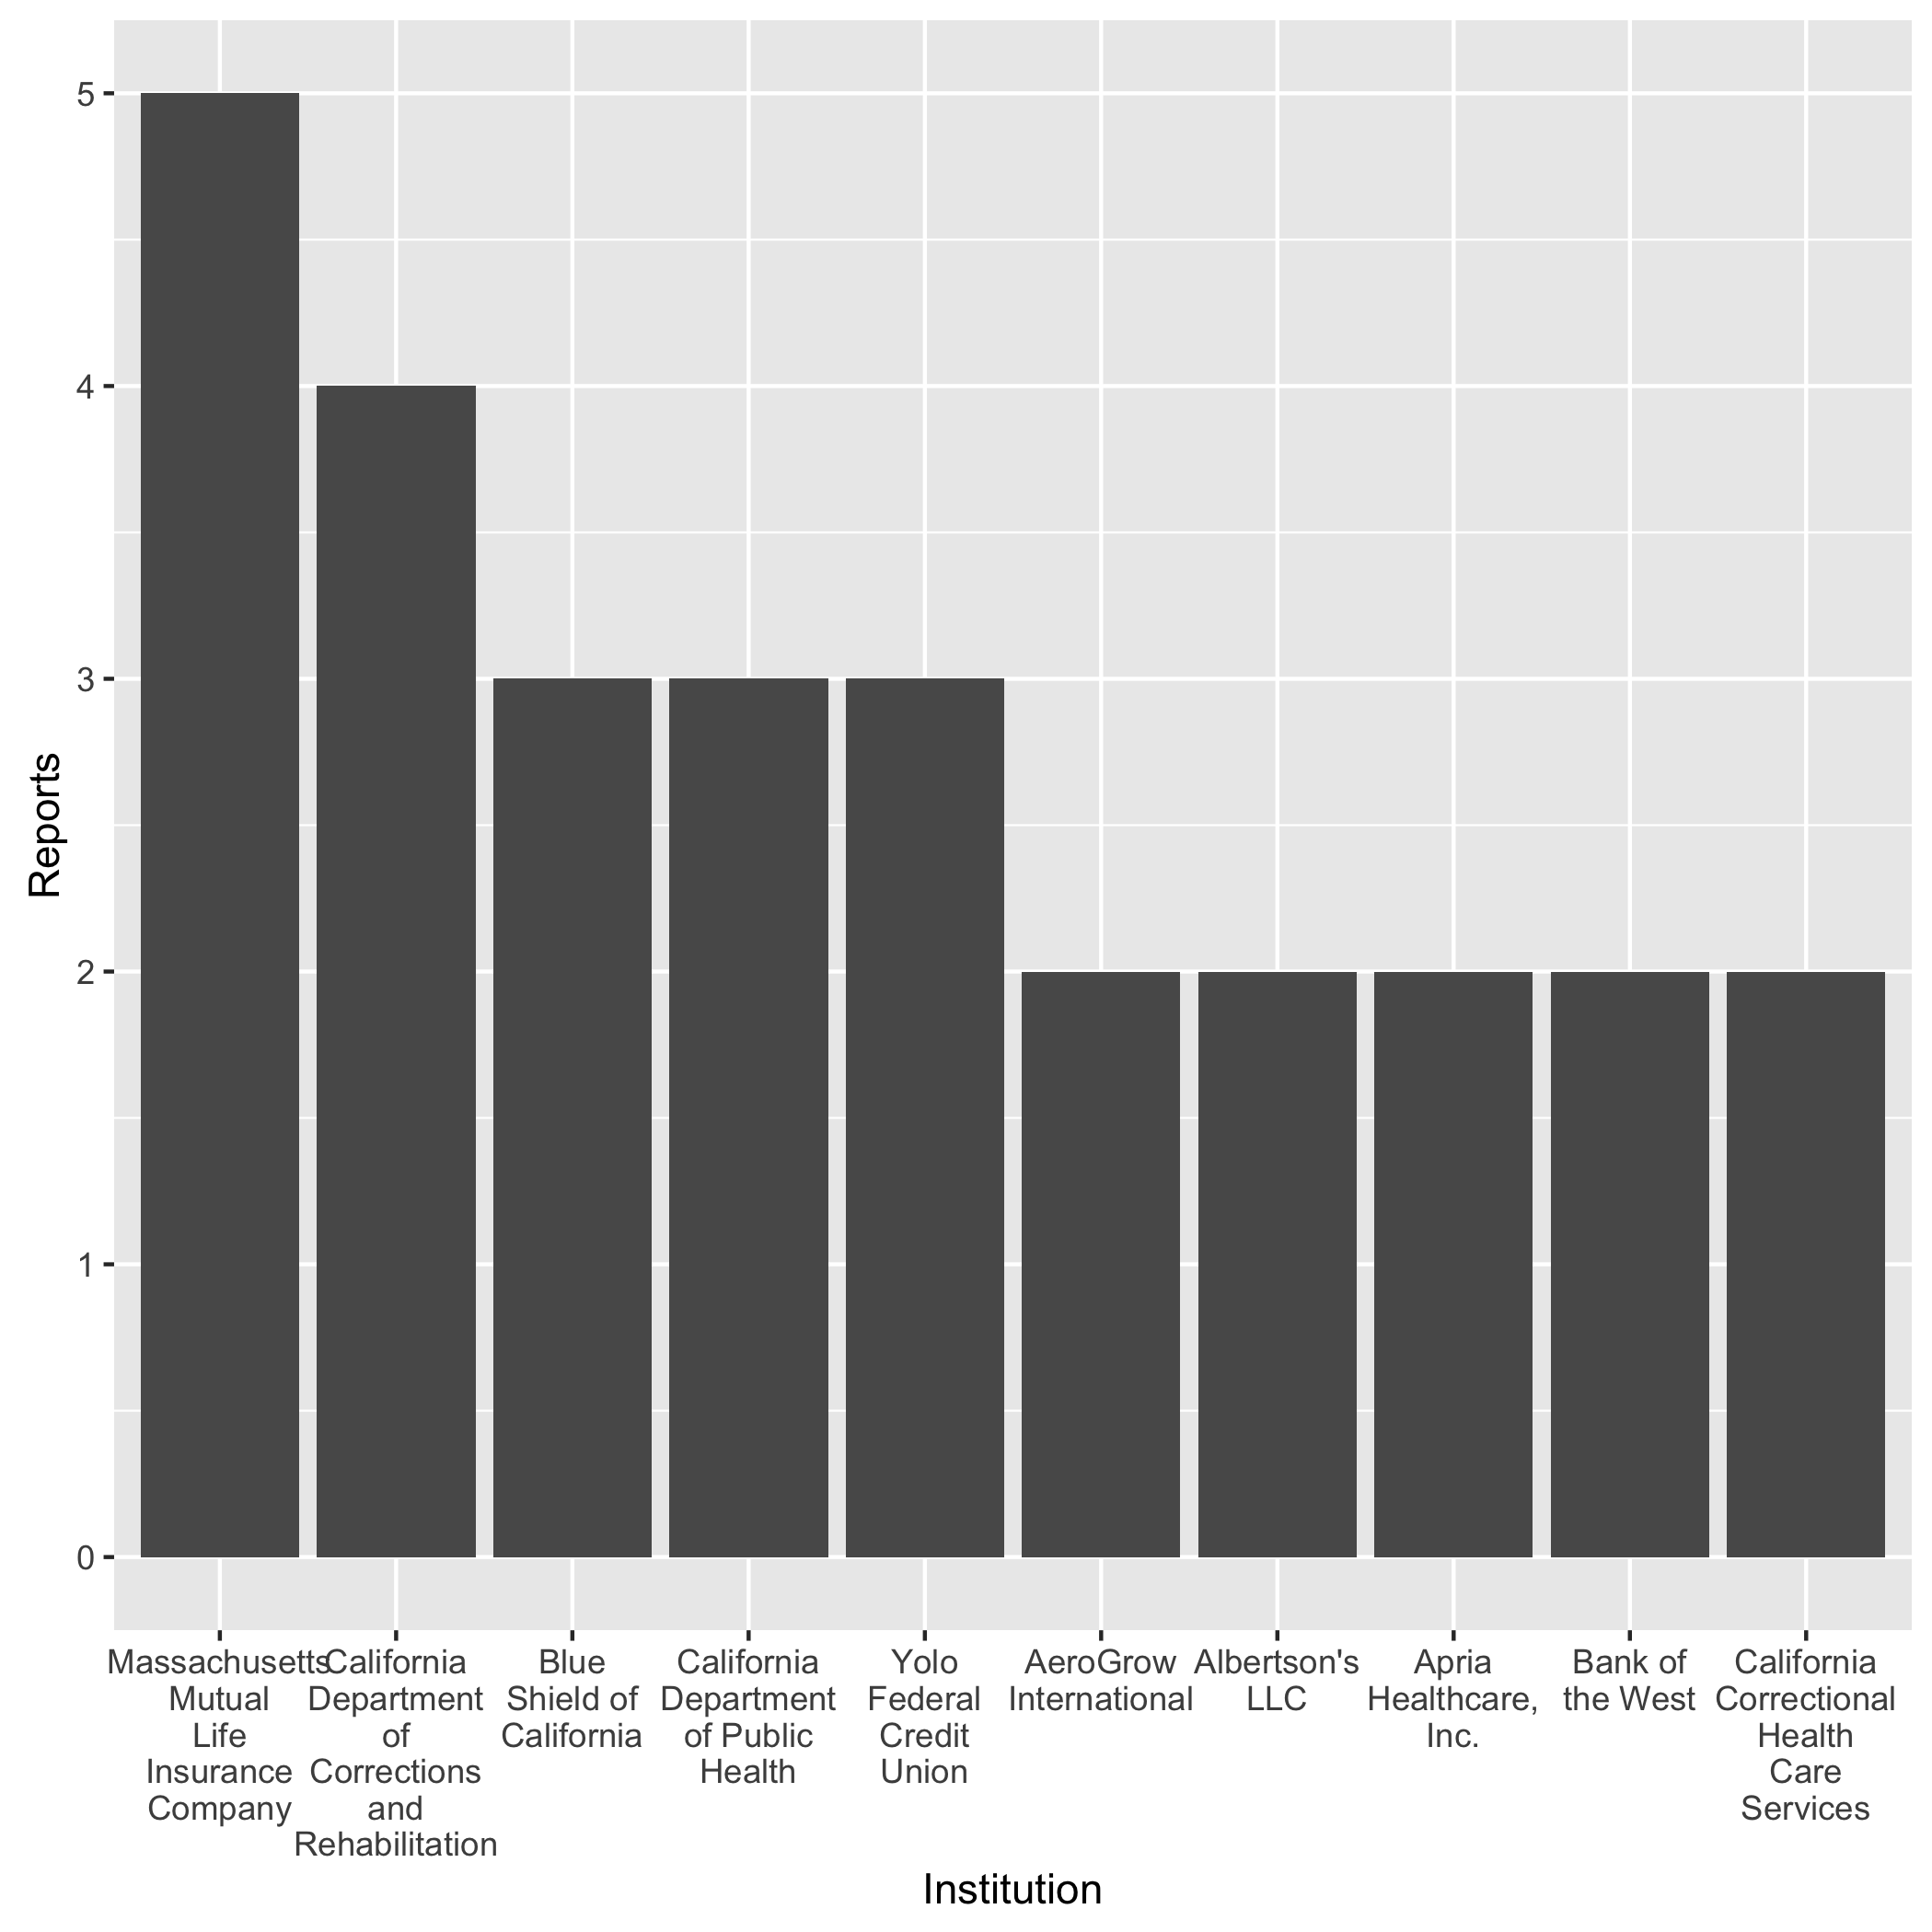 Reports
5
4
3
2
1
0
Massachusetts
Mutual
Life
Insurance
Company
California
Department
of
Corrections
and
Rehabilitation
Blue
Shield of
California
California
Department
of Public
Health
Yolo
Federal
Credit
Union
AeroGrow
International
Albertson's
LLC
Apria
Healthcare,
Inc.
Bank of
the West
California
Correctional
Health
Care
Services
Institution